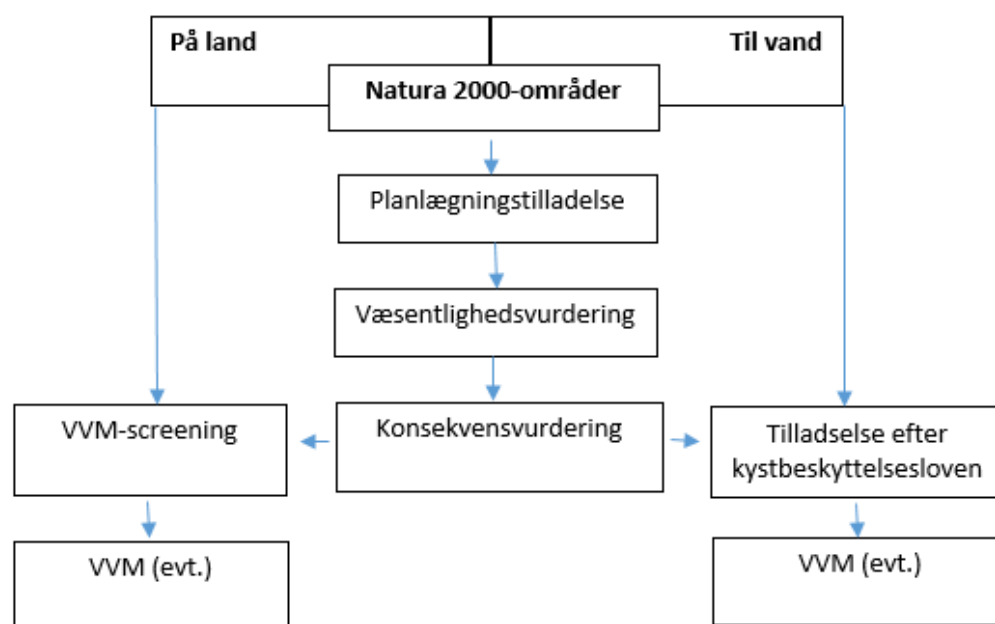 På land
Til vand
Natura 2000-områder
Planlægningstilladelse
Væsentlighedsvurdering
VVM-screening
Konsekvensvurdering
Tilladselse efter
kystbeskyttelsesloven
VVM (evt.)
VVM (evt.)